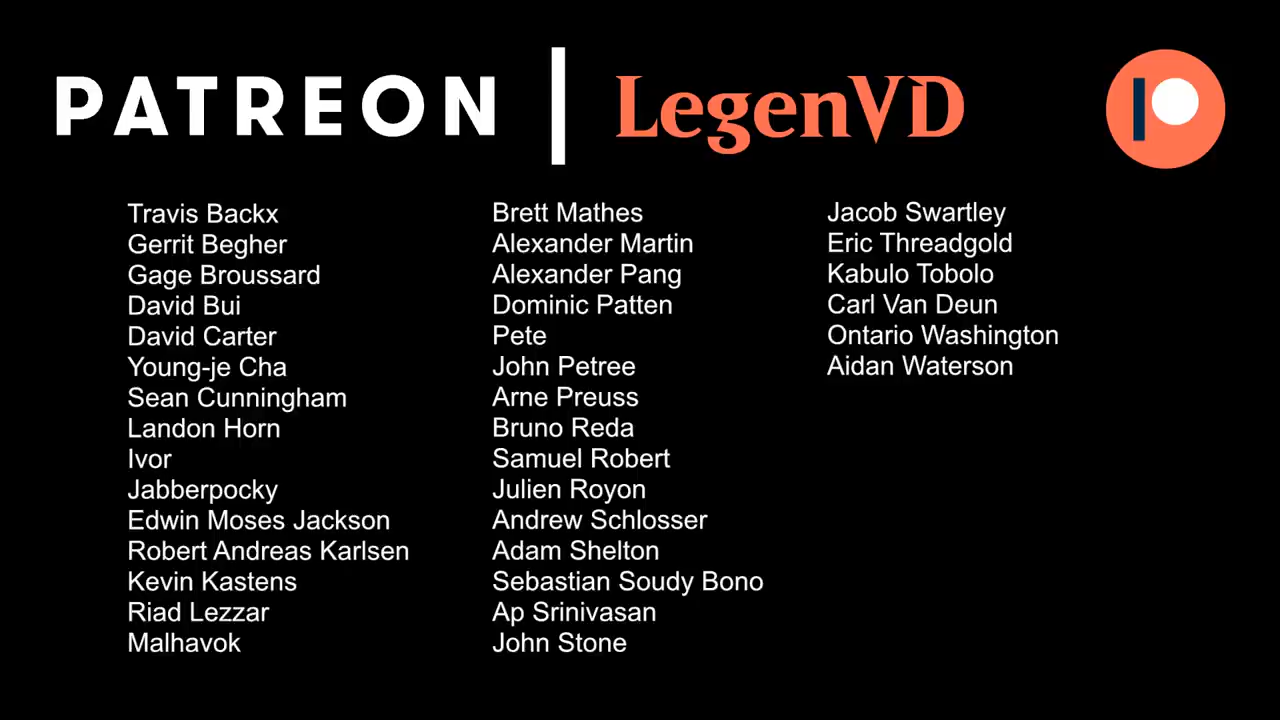 PATREON | LegenVD
Travis Backx
Gerrit Begher
Gage Broussard
David Bui
David Carter
Young-je Cha
Sean Cunningham
Landon Horn
Ivor
Jabberpocky
Edwin Moses Jackson
Robert Andreas Karlsen
Kevin Kastens
Riad Lezzar
Malhavok
Brett Mathes
Alexander Martin
Alexander Pang
Dominic Patten
Pete
John Petree
Arne Preuss
Bruno Reda
Samuel Robert
Julien Royon
Andrew Schlosser
Adam Shelton
Sebastian Soudy Bono
Ap Srinivasan
John Stone
Jacob Swartley
Eric Threadgold
Kabulo Tobolo
Carl Van Deun
Ontario Washington
Aidan Waterson